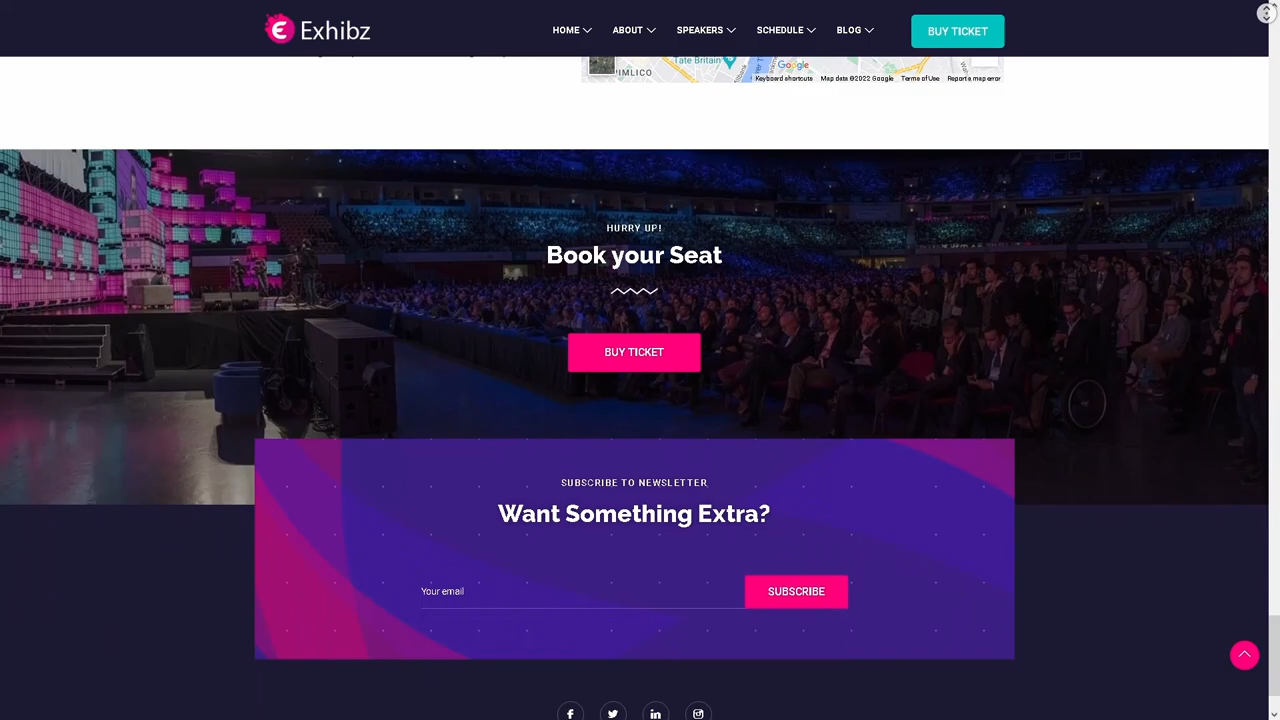 Exhibz
HOME ABOUT SPEAKERS SCHEDULE BLOG BUY TICKET
Tate Britain
Google
Keyboard shortcuts Map data ©2022 Google Terms of Use Report a map error
HURRY UP!
Book your Seat
BUY TICKET
SUBSCRIBE TO NEWSLETTER
Want Something Extra?
Your email SUBSCRIBE